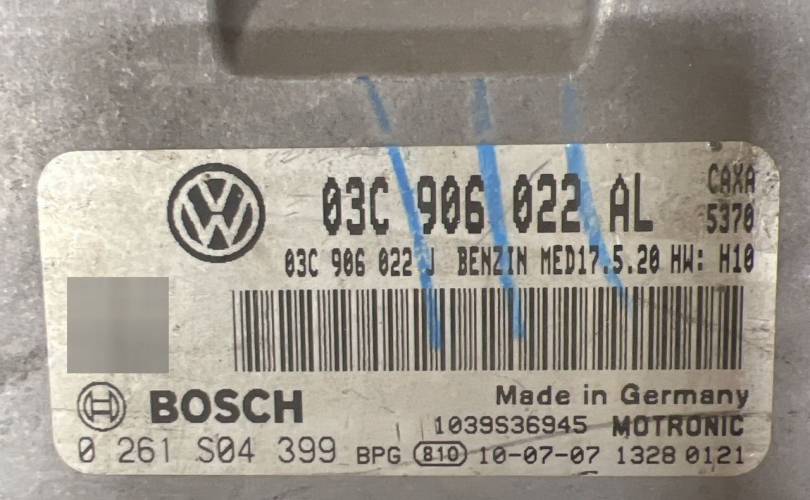 03C 906 022 AL
CAXA
5370
03C 906 022 J BENZIN MED17.5.20 HW: H10
BOSCH
Made in Germany
1039S36945 MOTRONIC
0 261 S04 399 BPG 810 10-07-07 1328 0121